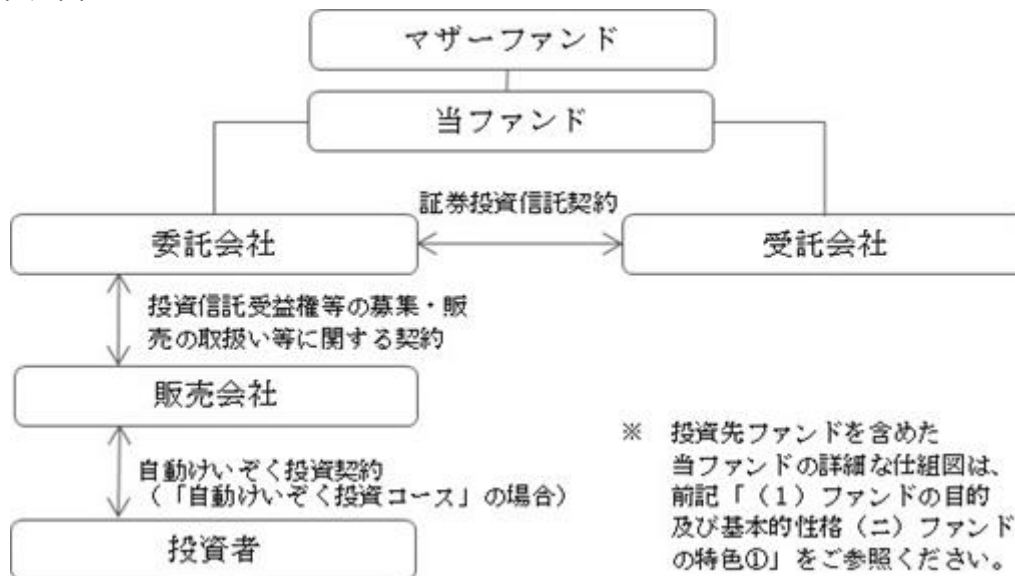 マザーファンド
当ファンド
証券投資信託契約
委託会社
受託会社
投資信託受益権等の募集・販
売の取扱い等に関する契約
販売会社
自動けいぞく投資契約
(「自動けいぞく投資コース」の場合)
投資者
※ 投資先ファンドを含めた
当ファンドの詳細な仕組図は、
前記「(1)ファンドの目的
及び基本的性格(ニ)ファンド
の特色①」をご参照ください。